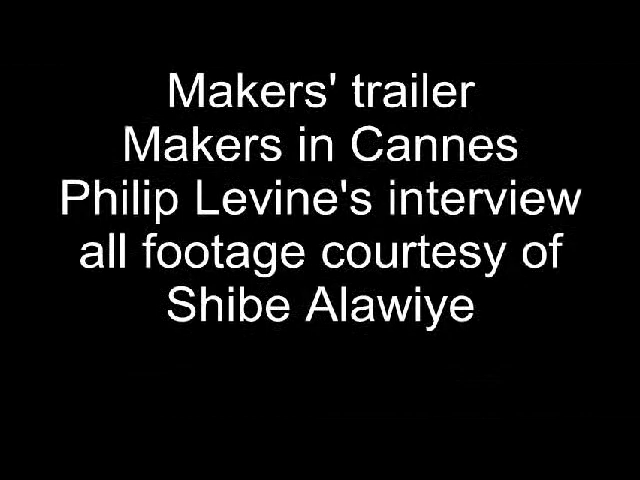 Makers' trailer
Makers in Cannes
Philip Levine's interview
all footage courtesy of
Shibe Alawiye